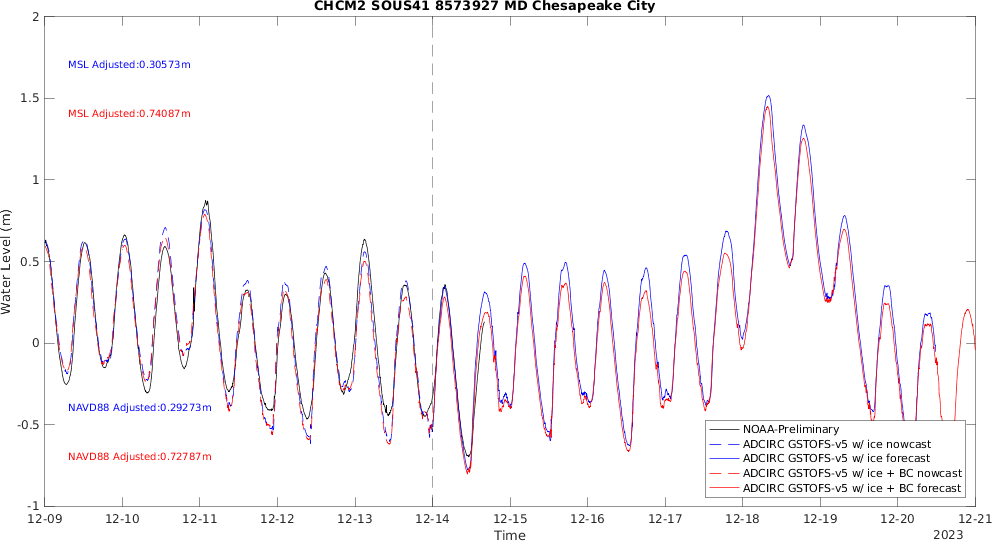 CHCM2 SOUS41 8573927 MD Chesapeake City
2
MSL Adjusted:0.30573m
1.5
MSL Adjusted:0.74087m
1
0.5
Water Level (m)
0
NAVD88 Adjusted:0.29273m
-0.5
NAVD88 Adjusted:0.72787m
NOAA-Preliminary
ADCIRC GSTOFS-v5 w/ ice nowcast
ADCIRC GSTOFS-v5 w/ ice forecast
ADCIRC GSTOFS-v5 w/ ice + BC nowcast
ADCIRC GSTOFS-v5 w/ ice + BC forecast
-1
12-09 12-10 12-11 12-12 12-13 12-14 12-15 12-16 12-17 12-18 12-19 12-20 12-21
Time
2023